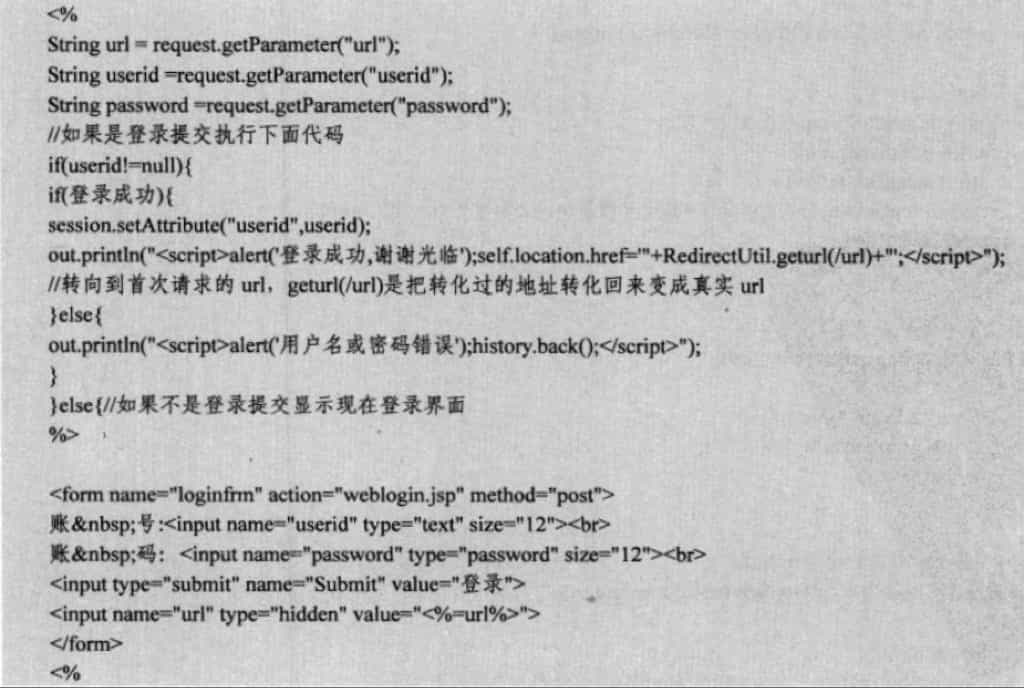 <%
String url = request.getParameter("url");
String userid =request.getParameter("userid");
String password =request.getParameter("password");
//如果是登录提交执行下面代码
if(userid!=null){
if(登录成功){
session.setAttribute("userid",userid);
out.println("<script>alert('登录成功,谢谢光临');self.location.href='"+RedirectUtil.geturl(/url)+"';</script>");
//转向到首次请求的 url，geturl(/url)是把转化过的地址转化回来变成真实 url
}else{
out.println("<script>alert('用户名或密码错误');history.back();</script>");
}
}else{//如果不是登录提交显示现在登录界面
%>
<form name="loginfrm" action="weblogin.jsp" method="post">
账&nbsp;号:<input name="userid" type="text" size="12"><br>
账&nbsp;码：<input name="password" type="password" size="12"><br>
<input type="submit" name="Submit" value="登录">
<input name="url" type="hidden" value="<%=url%>">
</form>
<%